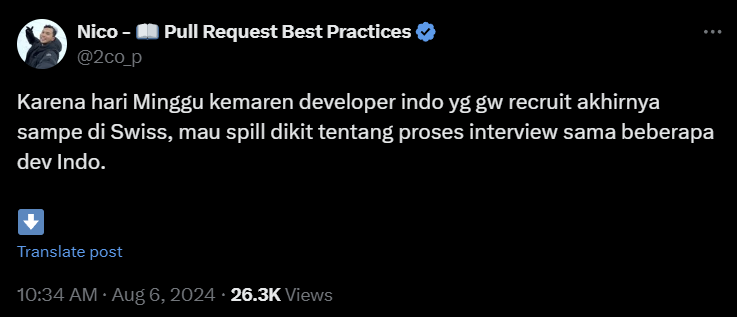 Nico - 📖 Pull Request Best Practices
@2co_p
Karena hari Minggu kemaren developer indo yg gw recruit akhirnya
sampe di Swiss, mau spill dikit tentang proses interview sama beberapa
dev Indo.
⬇️
Translate post
10:34 AM · Aug 6, 2024 · 26.3K Views